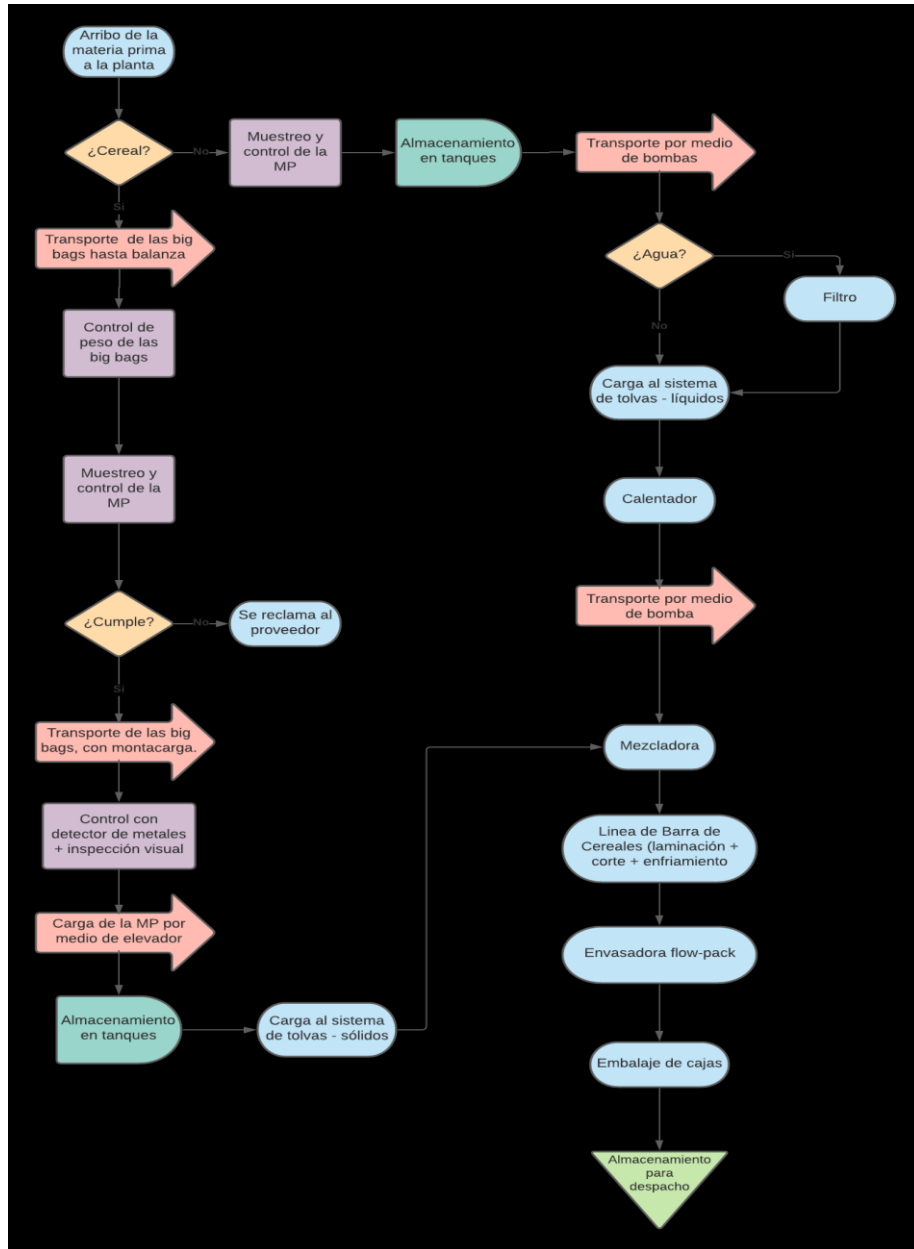 Arribo de la
materia prima
a la planta
¿Cereal?
No
Muestreo y
control de la
MP
Almacenamiento
en tanques
Transporte por medio
de bombas
Si
Transporte de las big
bags hasta balanza
¿Agua?
Si
Filtro
Control de
peso de las
big bags
No
Carga al sistema
de tolvas - líquidos
Muestreo y
control de la
MP
Calentador
¿Cumple?
No
Se reclama al
proveedor
Transporte por medio
de bomba
Si
Transporte de las big
bags, con montacarga.
Mezcladora
Control con
detector de metales
+ inspección visual
Linea de Barra de
Cereales (laminación +
corte + enfriamiento
Carga de la MP por
medio de elevador
Envasadora flow-pack
Almacenamiento
en tanques
Carga al sistema
de tolvas - sólidos
Embalaje de cajas
Almacenamiento
para
despacho